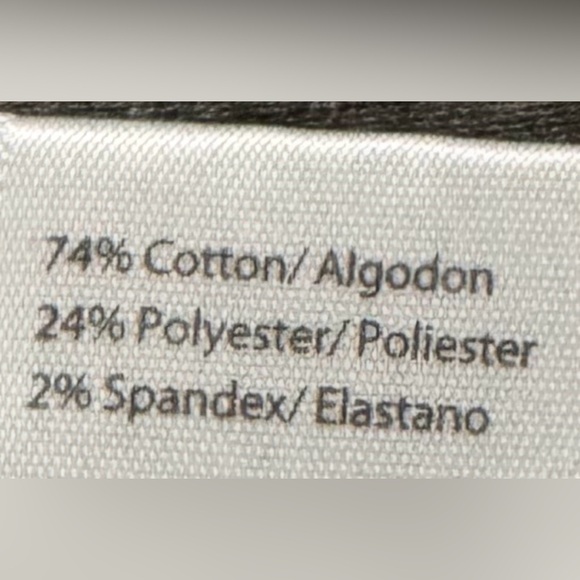 74% Cotton/ Algodon
24% Polyester/ Poliester
2% Spandex/ Elastano